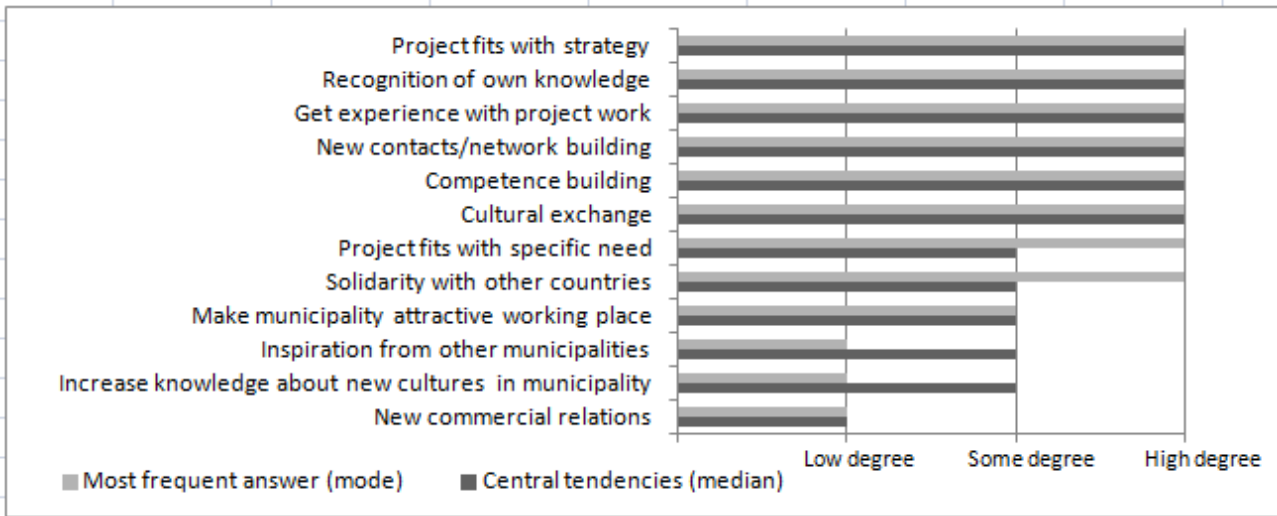 Project fits with strategy
Recognition of own knowledge
Get experience with project work
New contacts/network building
Competence building
Cultural exchange
Project fits with specific need
Solidarity with other countries
Make municipality attractive working place
Inspiration from other municipalities
Increase knowledge about new cultures in municipality
New commercial relations
Low degree Some degree High degree
Most frequent answer (mode) Central tendencies (median)